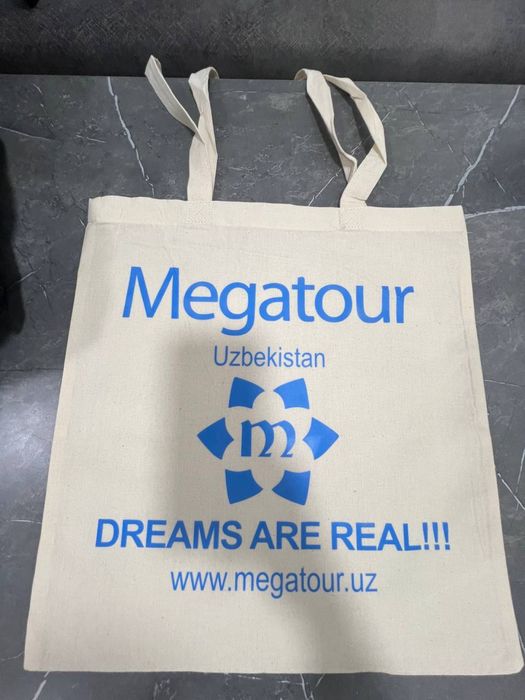 Megatour
Uzbekistan
m
DREAMS ARE REAL!!!
www.megatour.uz